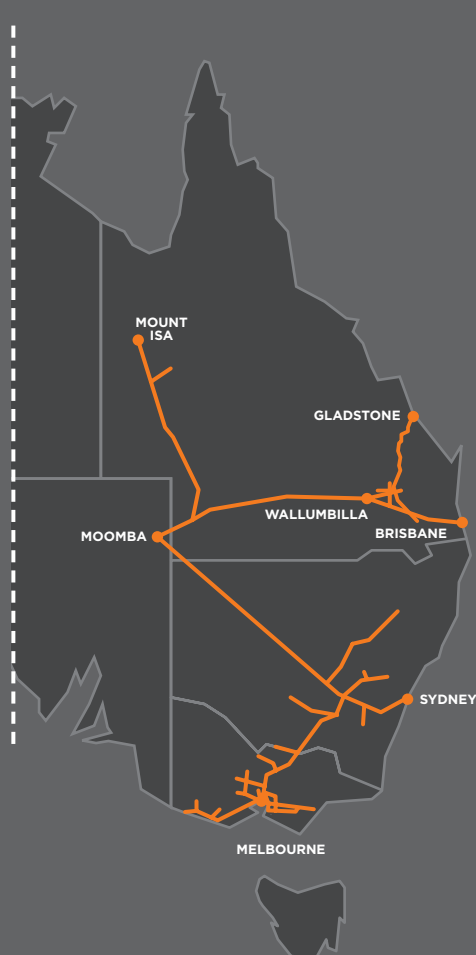 MOUNT
ISA
GLADSTONE
WALLUMBILLA
BRISBANE
MOOMBA
SYDNEY
MELBOURNE